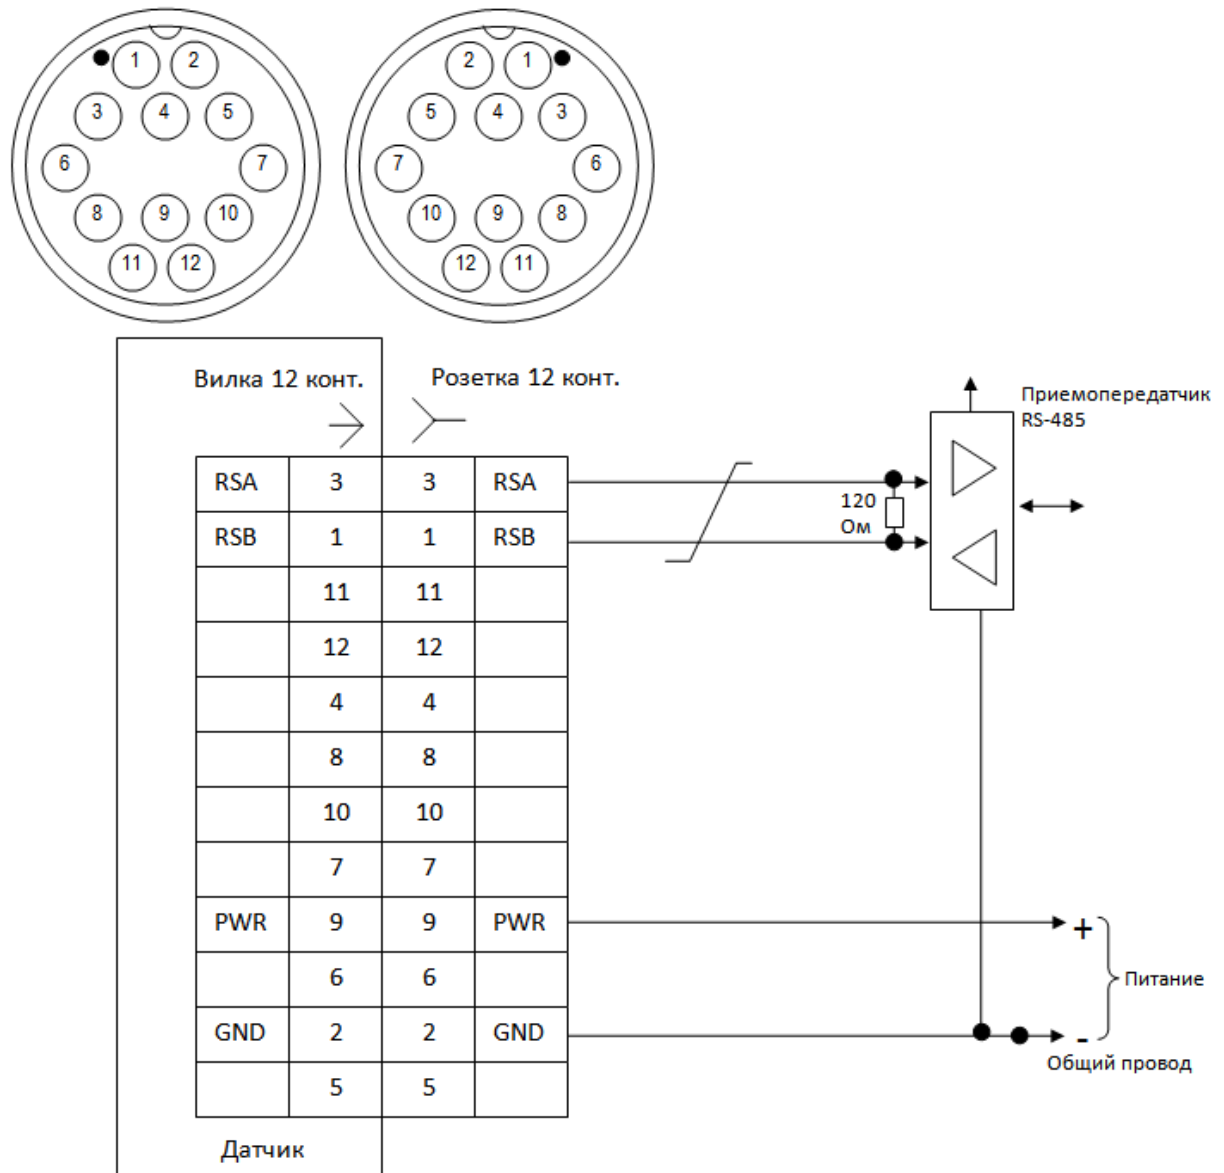 1 2 2 1
3 4 5 5 4 3
6 7 7 6
8 9 10 10 9 8
11 12 12 11
Вилка 12 конт. Розетка 12 конт.
Приемопередатчик
RS-485
RSA 3 3 RSA
120
Ом
RSB 1 1 RSB
11 11
12 12
4 4
8 8
10 10
7 7
PWR 9 9 PWR +
6 6 Питание
GND 2 2 GND -
Общий провод
5 5
Датчик